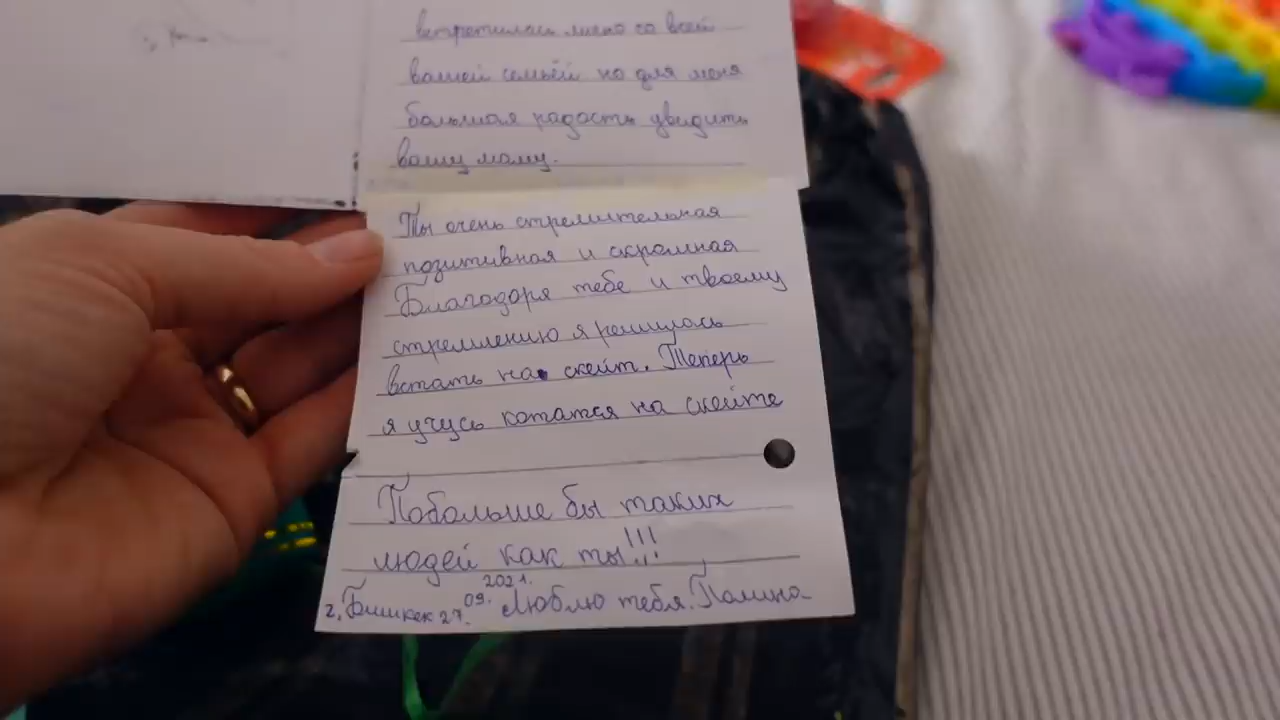 встретилась лично со всей
вашей семьёй но для меня
большая радость увидить
вашу маму.
Ты очень стремительная
позитивная и скромная
Благодоря тебе и твоему
стремлению я решилась
встать на скейт. Теперь
я учусь кататся на скейте
Побольше бы таких
людей как ты!!!
г. Бишкек 27.09.2021. Люблю тебя. Полина